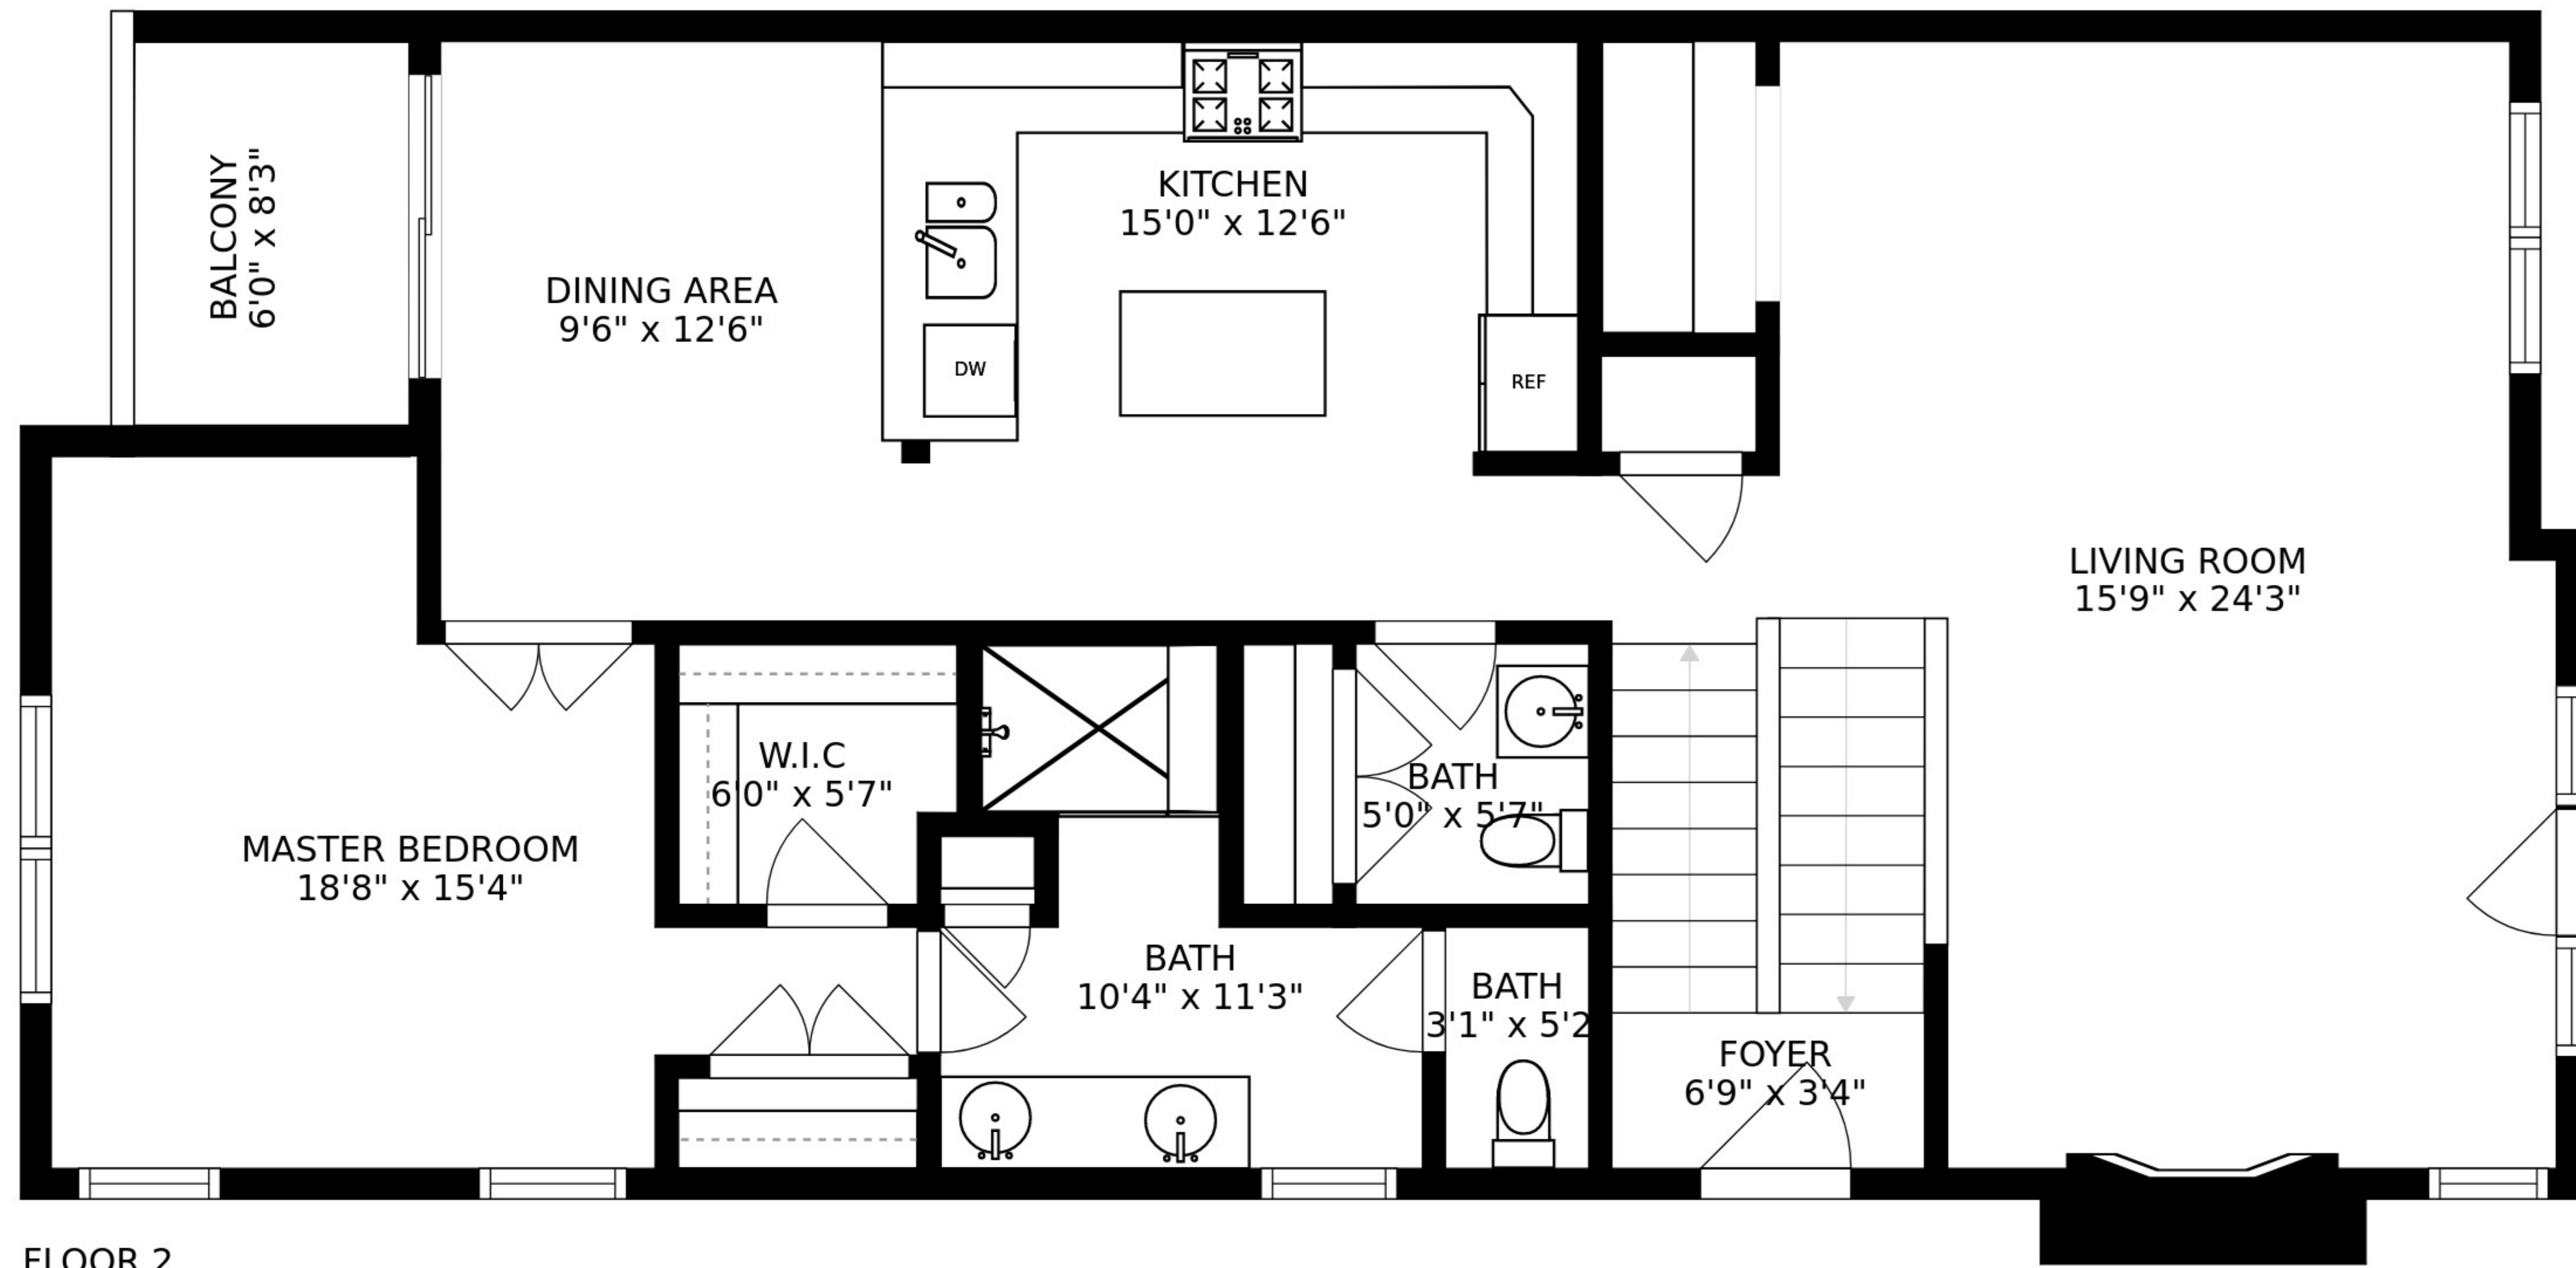 BALCONY
6'0" x 8'3"
DINING AREA
9'6" x 12'6"
KITCHEN
15'0" x 12'6"
DW
REF
LIVING ROOM
15'9" x 24'3"
W.I.C
6'0" x 5'7"
BATH
5'0" x 5'7"
MASTER BEDROOM
18'8" x 15'4"
BATH
10'4" x 11'3"
BATH
3'1" x 5'2
FOYER
6'9" x 3'4"
FLOOR 2